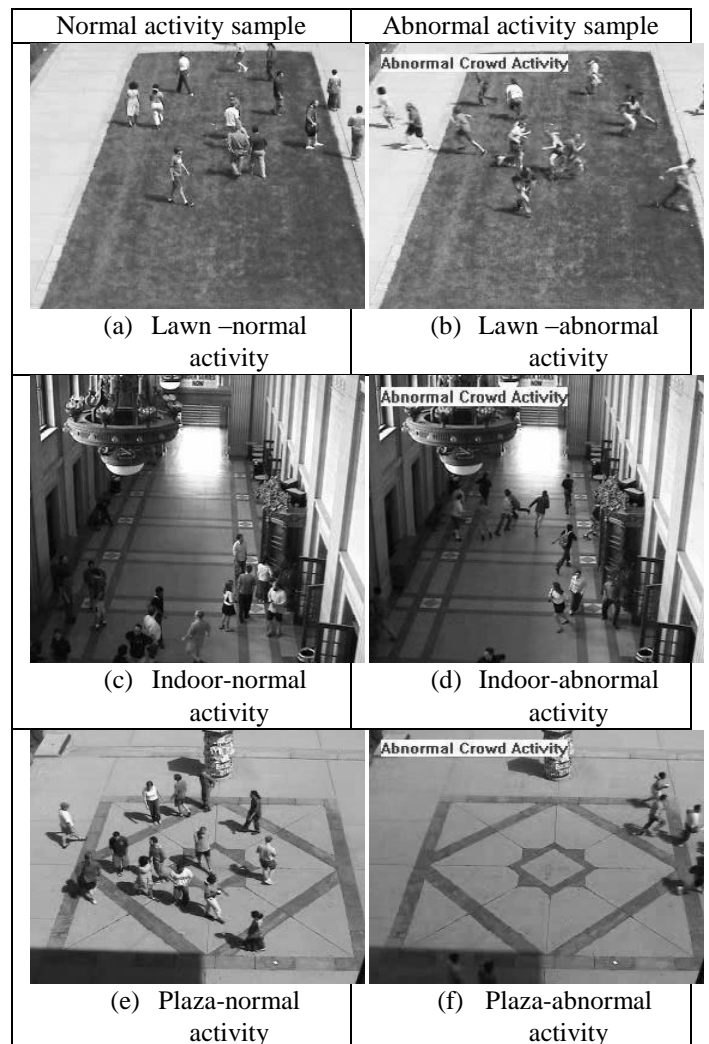 Normal activity sample
Abnormal activity sample
Abnormal Crowd Activity
(a) Lawn –normal
activity
(b) Lawn –abnormal
activity
NOW
Abnormal Crowd Activity
(c) Indoor-normal
activity
(d) Indoor-abnormal
activity
Abnormal Crowd Activity
(e) Plaza-normal
activity
(f) Plaza-abnormal
activity